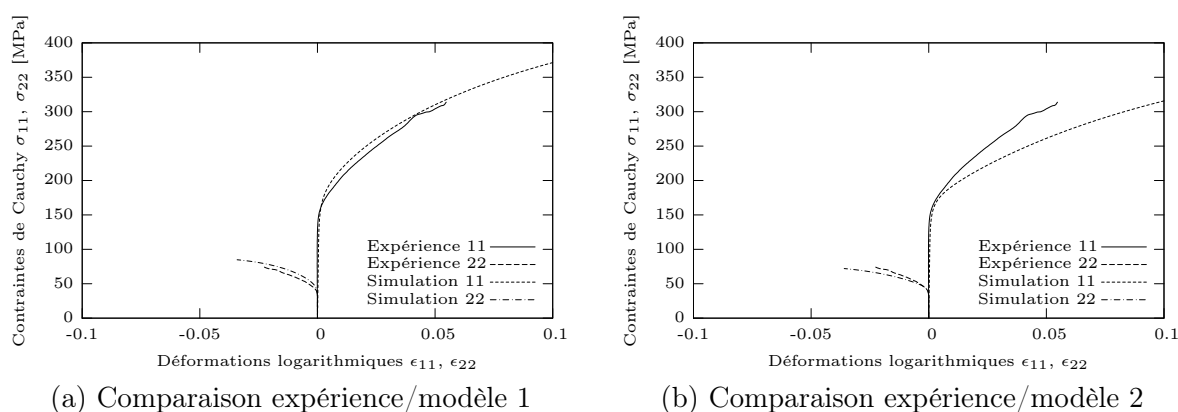 Contraintes de Cauchy σ11, σ22 [MPa]
400
350
300
250
200
150
100
50
0
-0.1
-0.05
0
0.05
0.1
Déformations logarithmiques ϵ11, ϵ22
Expérience 11
Expérience 22
Simulation 11
Simulation 22
(a) Comparaison expérience/modèle 1
Contraintes de Cauchy σ11, σ22 [MPa]
400
350
300
250
200
150
100
50
0
-0.1
-0.05
0
0.05
0.1
Déformations logarithmiques ϵ11, ϵ22
Expérience 11
Expérience 22
Simulation 11
Simulation 22
(b) Comparaison expérience/modèle 2